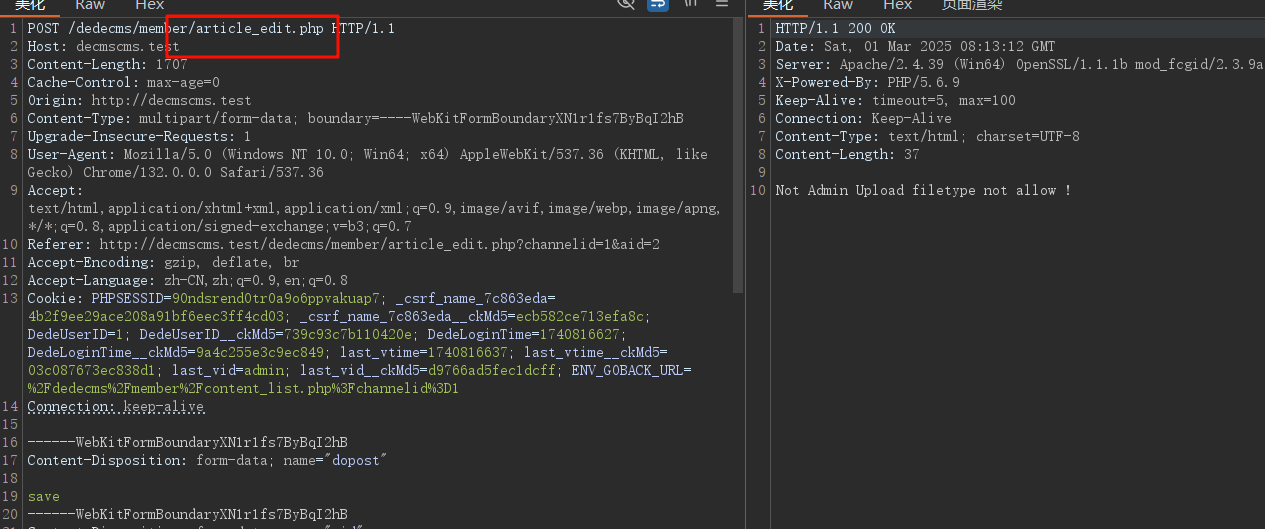 美化 Raw Hex \n
1 POST /dedecms/member/article_edit.php HTTP/1.1
2 Host: decmscms.test
3 Content-Length: 1707
4 Cache-Control: max-age=0
5 Origin: http://decmscms.test
6 Content-Type: multipart/form-data; boundary=----WebKitFormBoundaryXN1r1fs7ByBqI2hB
7 Upgrade-Insecure-Requests: 1
8 User-Agent: Mozilla/5.0 (Windows NT 10.0; Win64; x64) AppleWebKit/537.36 (KHTML, like
Gecko) Chrome/132.0.0.0 Safari/537.36
9 Accept:
text/html,application/xhtml+xml,application/xml;q=0.9,image/avif,image/webp,image/apng,
*/*;q=0.8,application/signed-exchange;v=b3;q=0.7
10 Referer: http://decmscms.test/dedecms/member/article_edit.php?channelid=1&aid=2
11 Accept-Encoding: gzip, deflate, br
12 Accept-Language: zh-CN,zh;q=0.9,en;q=0.8
13 Cookie: PHPSESSID=90ndsrend0tr0a9o6ppvakuap7; _csrf_name_7c863eda=
4b2f9ee29ace208a91bf6eec3ff4cd03; _csrf_name_7c863eda__ckMd5=ecb582ce713efa8c;
DedeUserID=1; DedeUserID__ckMd5=739c93c7b110420e; DedeLoginTime=1740816627;
DedeLoginTime__ckMd5=9a4c255e3c9ec849; last_vtime=1740816637; last_vtime__ckMd5=
03c087673ec838d1; last_vid=admin; last_vid__ckMd5=d9766ad5fec1dcff; ENV_GOBACK_URL=
%2Fdedecms%2Fmember%2Fcontent_list.php%3Fchannelid%3D1
14 Connection: keep-alive
15
16 ------WebKitFormBoundaryXN1r1fs7ByBqI2hB
17 Content-Disposition: form-data; name="dopost"
18
19 save
20 ------WebKitFormBoundaryXN1r1fs7ByBqI2hB
美化 Raw Hex 页面渲染
1 HTTP/1.1 200 OK
2 Date: Sat, 01 Mar 2025 08:13:12 GMT
3 Server: Apache/2.4.39 (Win64) OpenSSL/1.1.1b mod_fcgid/2.3.9a
4 X-Powered-By: PHP/5.6.9
5 Keep-Alive: timeout=5, max=100
6 Connection: Keep-Alive
7 Content-Type: text/html; charset=UTF-8
8 Content-Length: 37
9
10 Not Admin Upload filetype not allow !